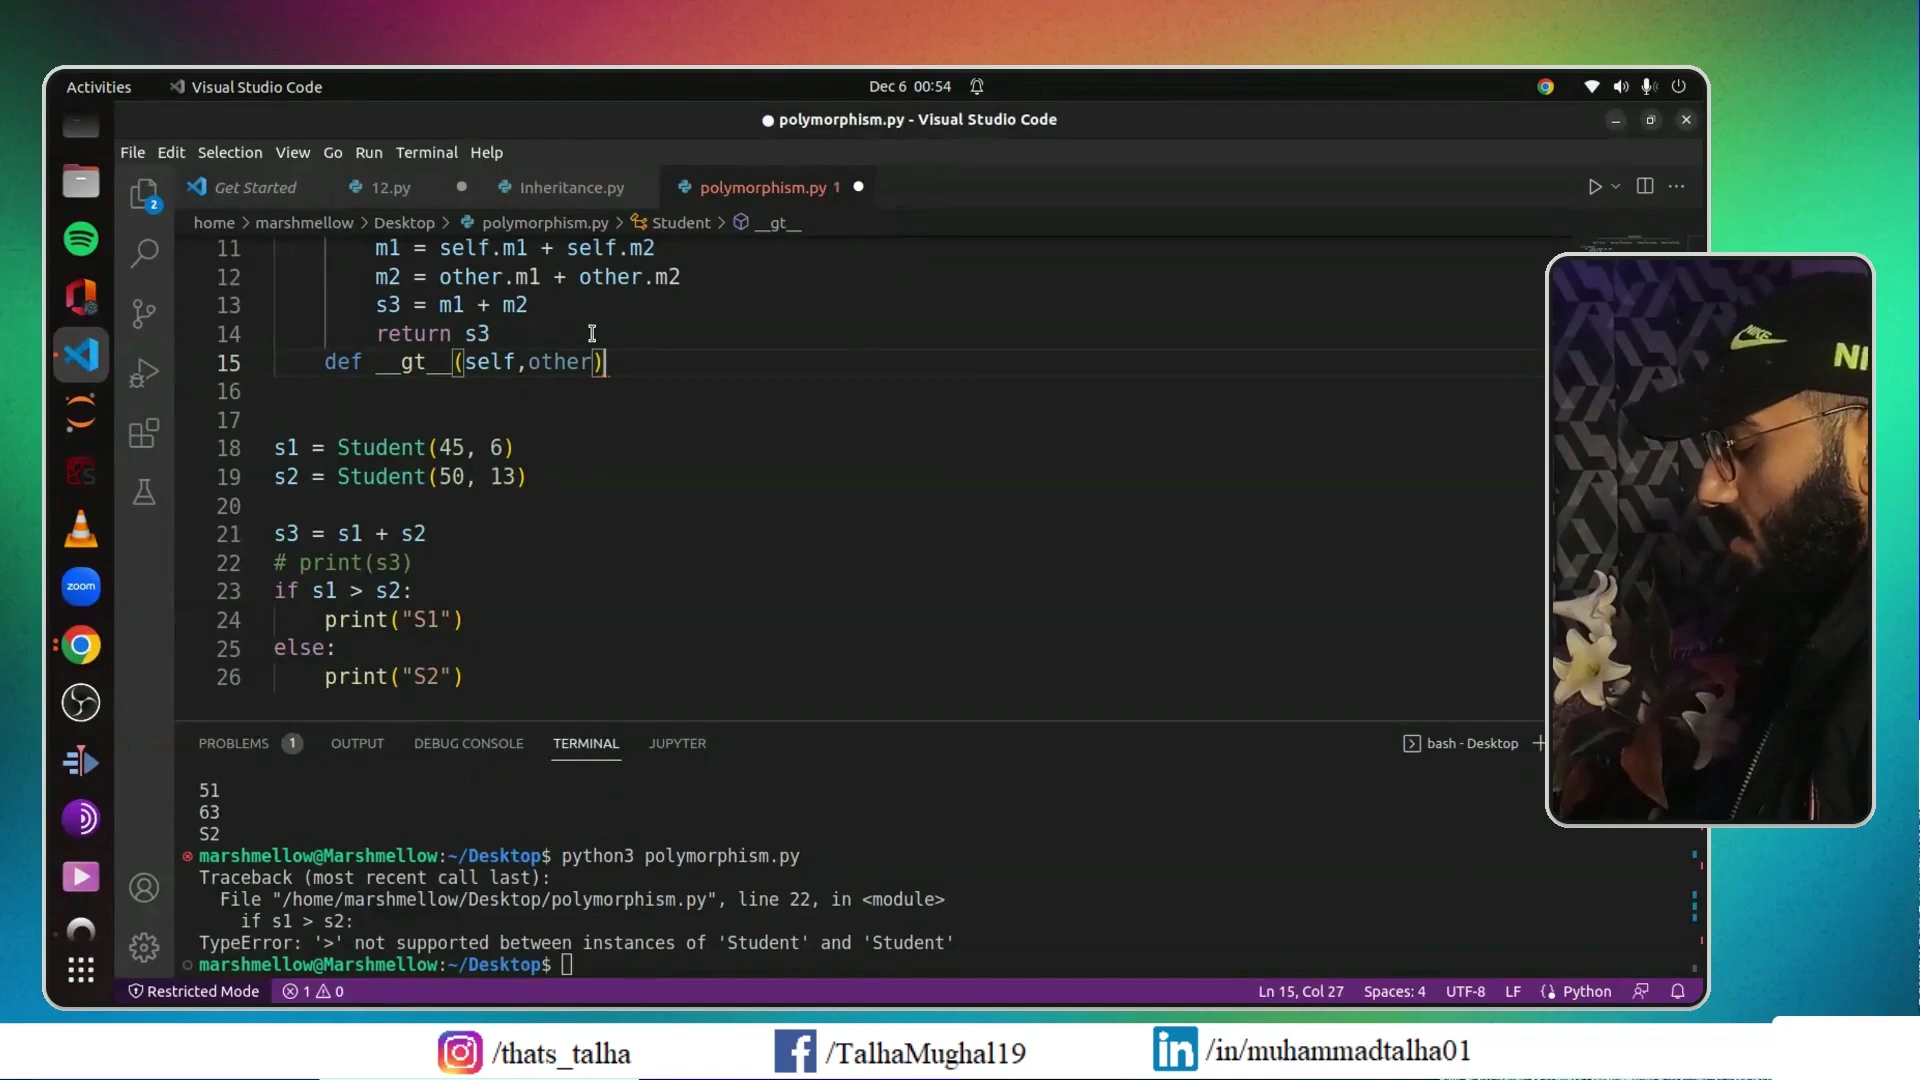 Activities Visual Studio Code Dec 6 00:54
polymorphism.py - Visual Studio Code
File Edit Selection View Go Run Terminal Help
Get Started 12.py Inheritance.py polymorphism.py 1
home > marshmellow > Desktop > polymorphism.py > Student > __gt__
2
11 m1 = self.m1 + self.m2
12 m2 = other.m1 + other.m2
13 s3 = m1 + m2
14 return s3
15 def __gt__(self,other)
16
17
18 s1 = Student(45, 6)
19 s2 = Student(50, 13)
20
21 s3 = s1 + s2
22 # print(s3)
23 if s1 > s2:
24 print("S1")
25 else:
26 print("S2")
zoom
NI
NIKE
PROBLEMS 1 OUTPUT DEBUG CONSOLE TERMINAL JUPYTER bash - Desktop
51
63
S2
marshmellow@Marshmellow:~/Desktop$ python3 polymorphism.py
Traceback (most recent call last):
File "/home/marshmellow/Desktop/polymorphism.py", line 22, in <module>
if s1 > s2:
TypeError: '>' not supported between instances of 'Student' and 'Student'
marshmellow@Marshmellow:~/Desktop$
Restricted Mode 1 0 Ln 15, Col 27 Spaces: 4 UTF-8 LF Python
/thats_talha /TalhaMughal19 /in/muhammadtalha01